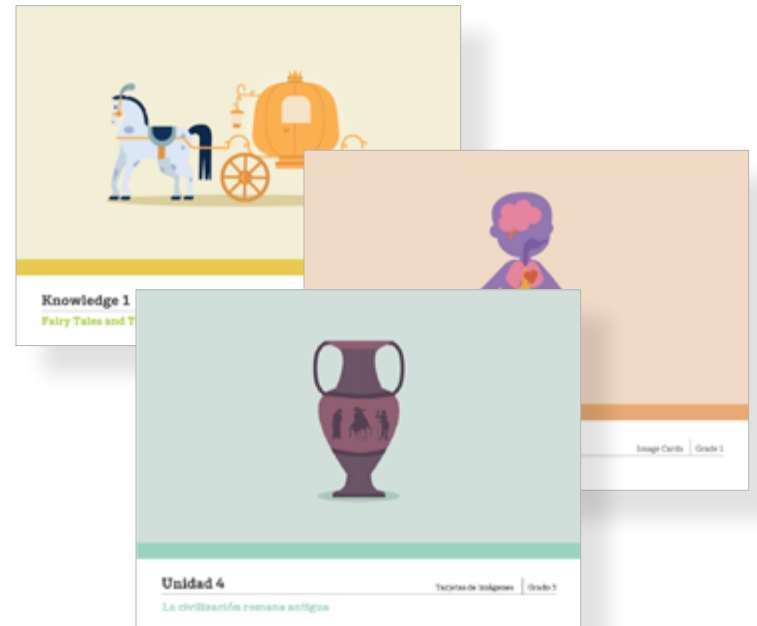 Knowledge 1
Fairy Tales and T
Image Cards Grade 1
Unidad 4 Tarjetas de Imágenes Grado 3
La civilización romana antigua